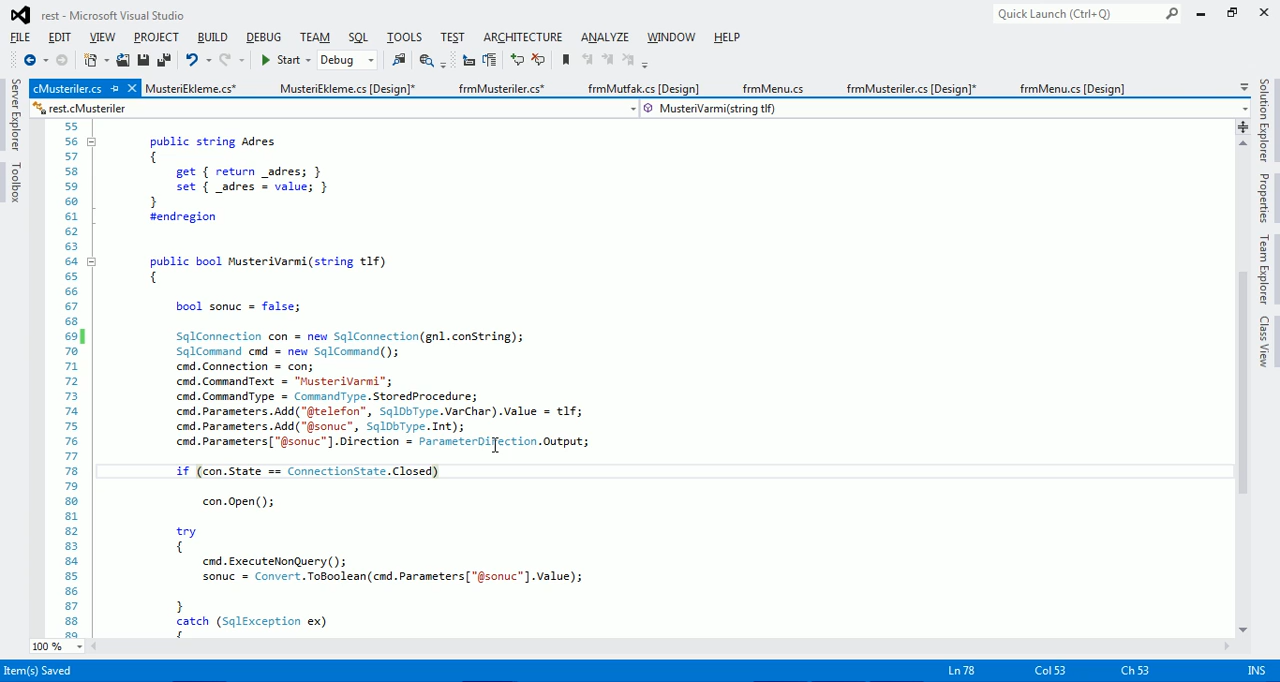 rest - Microsoft Visual Studio
Quick Launch (Ctrl+Q)
FILE EDIT VIEW PROJECT BUILD DEBUG TEAM SQL TOOLS TEST ARCHITECTURE ANALYZE WINDOW HELP
Start Debug
cMusteriler.cs MusteriEkleme.cs* MusteriEkleme.cs [Design]* frmMusteriler.cs* frmMutfak.cs [Design] frmMenu.cs frmMusteriler.cs [Design]* frmMenu.cs [Design]
rest.cMusteriler MusteriVarmi(string tlf)
Server Explorer
Toolbox
55
56 public string Adres
57 {
58 get { return _adres; }
59 set { _adres = value; }
60 }
61 #endregion
62
63
64 public bool MusteriVarmi(string tlf)
65 {
66
67 bool sonuc = false;
68
69 SqlConnection con = new SqlConnection(gnl.conString);
70 SqlCommand cmd = new SqlCommand();
71 cmd.Connection = con;
72 cmd.CommandText = "MusteriVarmi";
73 cmd.CommandType = CommandType.StoredProcedure;
74 cmd.Parameters.Add("@telefon", SqlDbType.VarChar).Value = tlf;
75 cmd.Parameters.Add("@sonuc", SqlDbType.Int);
76 cmd.Parameters["@sonuc"].Direction = ParameterDirection.Output;
77
78 if (con.State == ConnectionState.Closed)
79
80 con.Open();
81
82 try
83 {
84 cmd.ExecuteNonQuery();
85 sonuc = Convert.ToBoolean(cmd.Parameters["@sonuc"].Value);
86
87 }
88 catch (SqlException ex)
89 {
Solution Explorer
Properties
Team Explorer
Class View
100 %
Item(s) Saved Ln 78 Col 53 Ch 53 INS